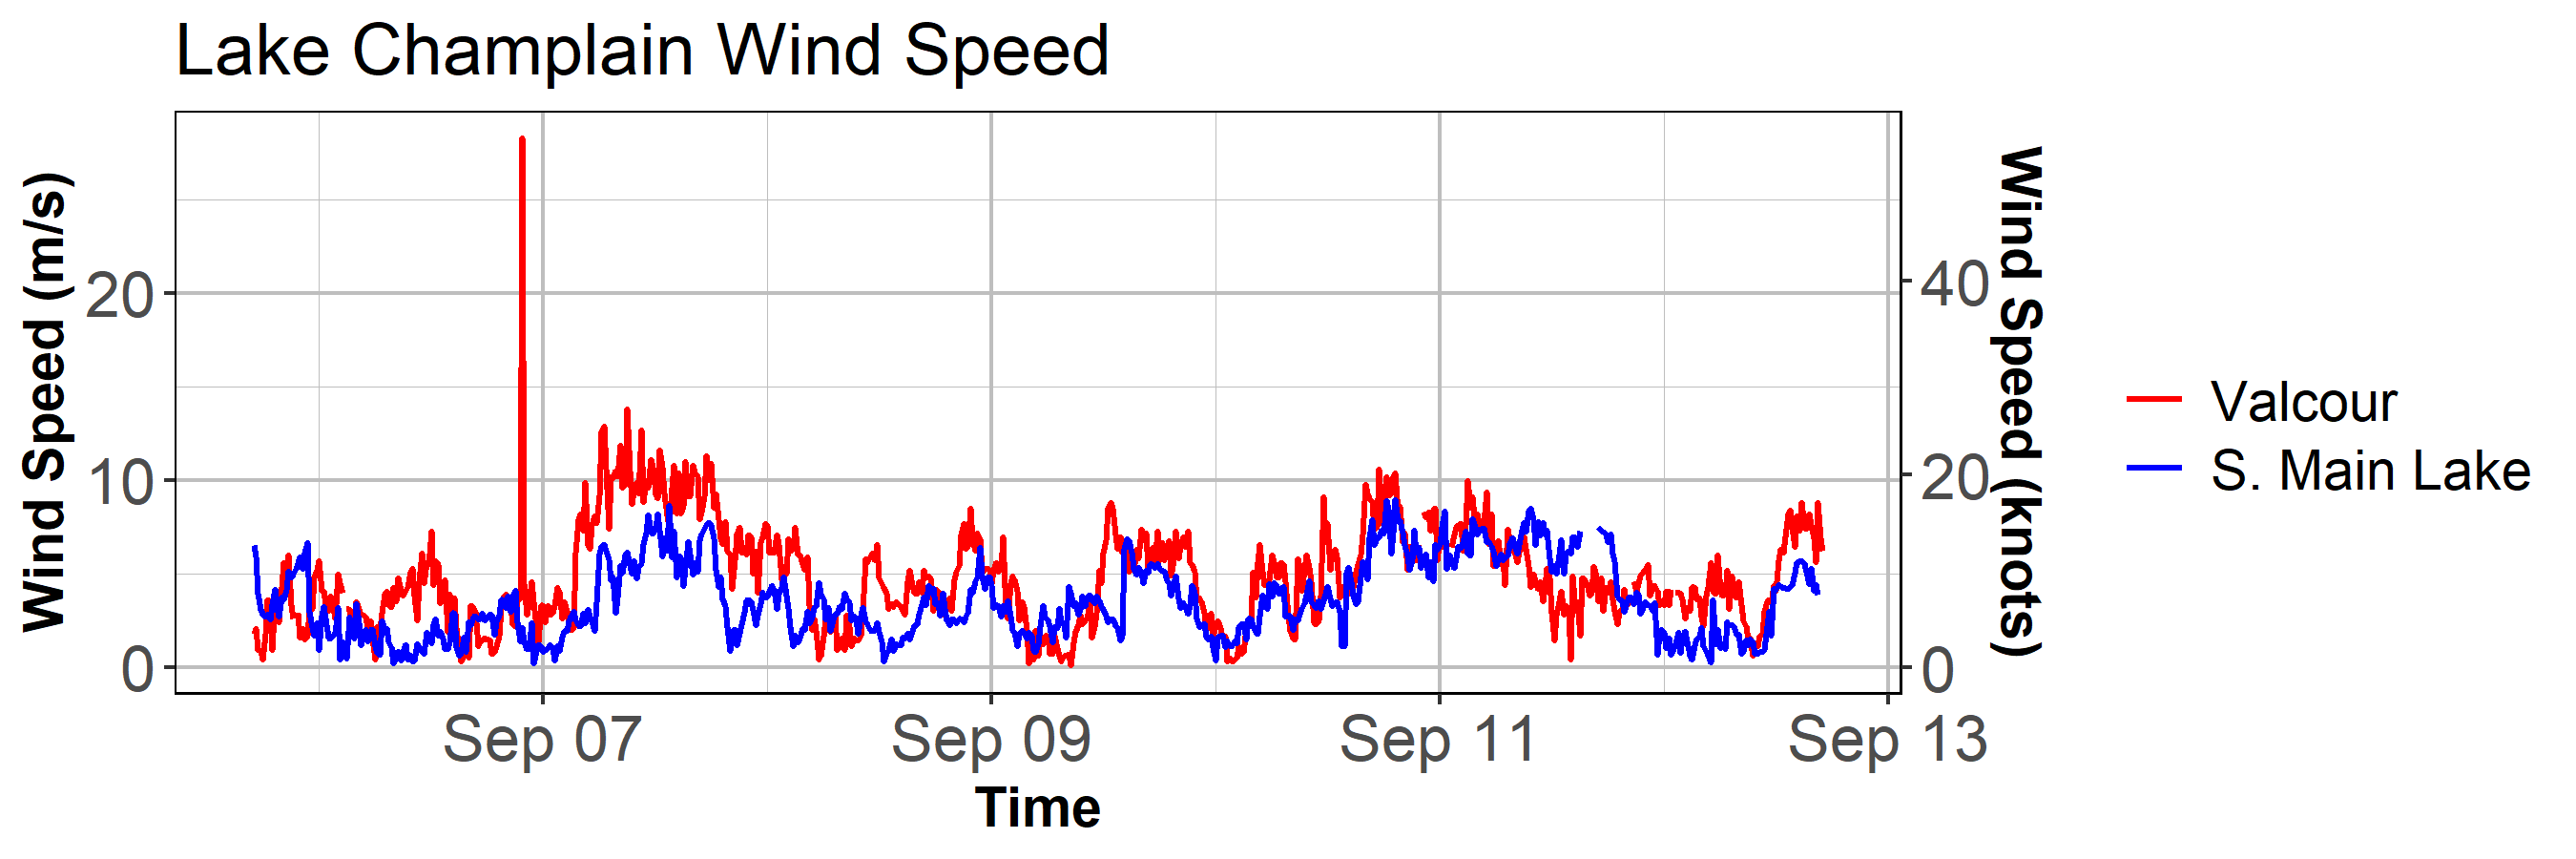 Lake Champlain Wind Speed
Wind Speed (m/s)
20
10
0
40
20
0
Wind Speed (knots)
Sep 07
Sep 09
Sep 11
Sep 13
Time
Valcour
S. Main Lake